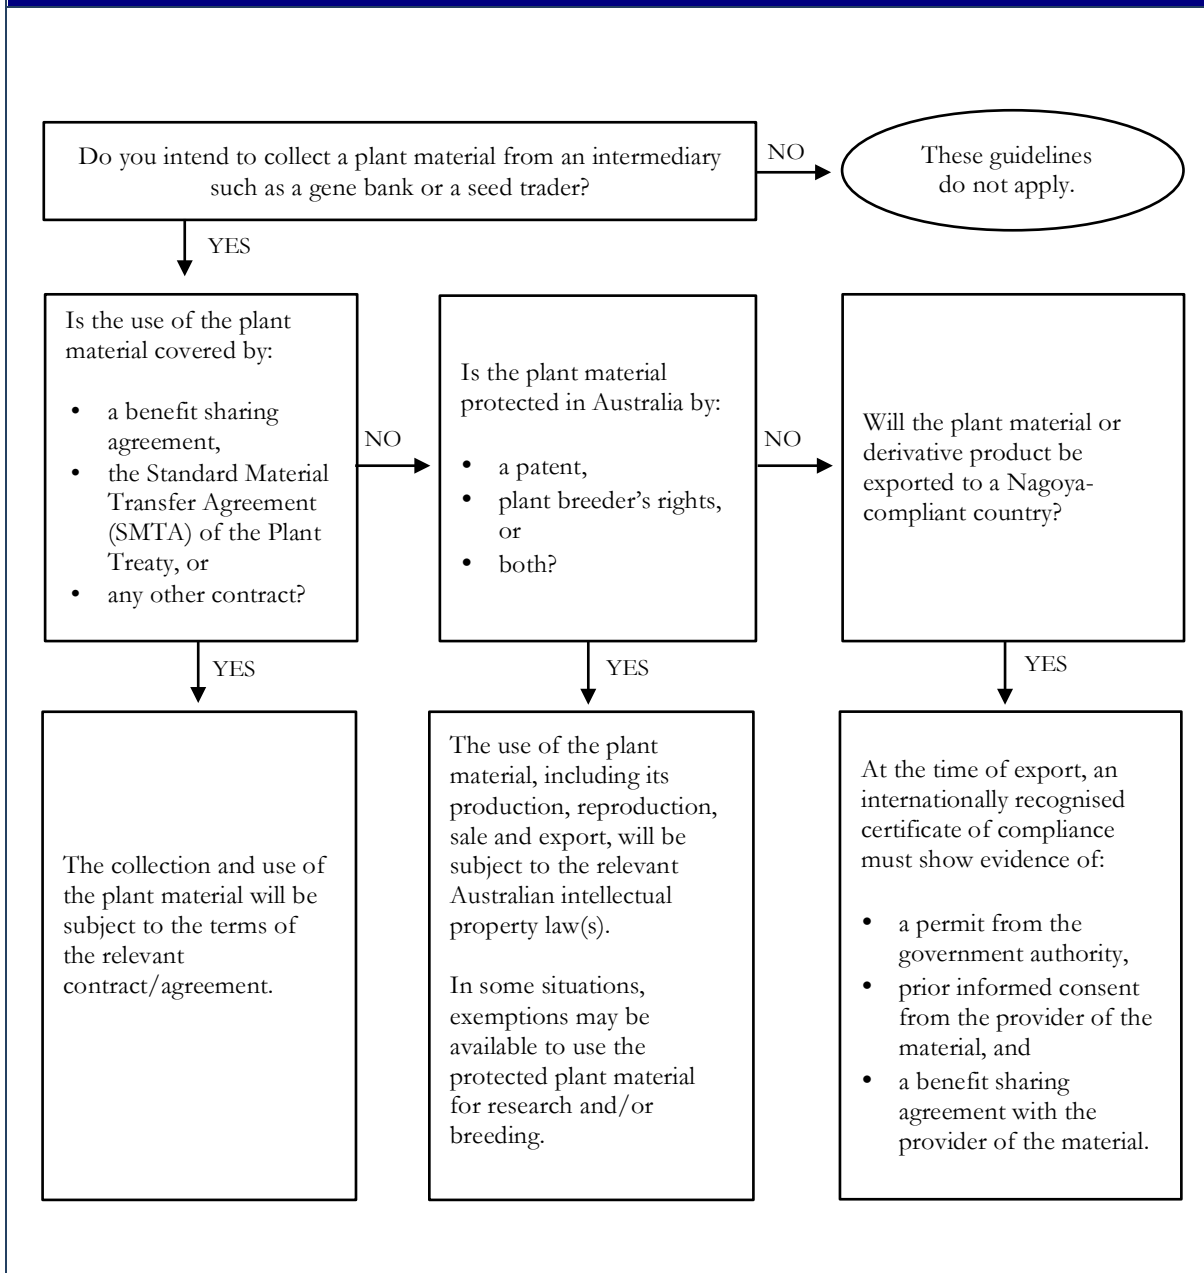 Do you intend to collect a plant material from an intermediary
such as a gene bank or a seed trader?
NO
These guidelines
do not apply.
YES
Is the use of the plant
material covered by:
• a benefit sharing
agreement,
• the Standard Material
Transfer Agreement
(SMTA) of the Plant
Treaty, or
• any other contract?
NO
Is the plant material
protected in Australia by:
• a patent,
• plant breeder’s rights,
or
• both?
NO
Will the plant material or
derivative product be
exported to a Nagoya-
compliant country?
YES
YES
YES
The collection and use of
the plant material will be
subject to the terms of
the relevant
contract/agreement.
The use of the plant
material, including its
production, reproduction,
sale and export, will be
subject to the relevant
Australian intellectual
property law(s).
In some situations,
exemptions may be
available to use the
protected plant material
for research and/or
breeding.
At the time of export, an
internationally recognised
certificate of compliance
must show evidence of:
• a permit from the
government authority,
• prior informed consent
from the provider of the
material, and
• a benefit sharing
agreement with the
provider of the material.